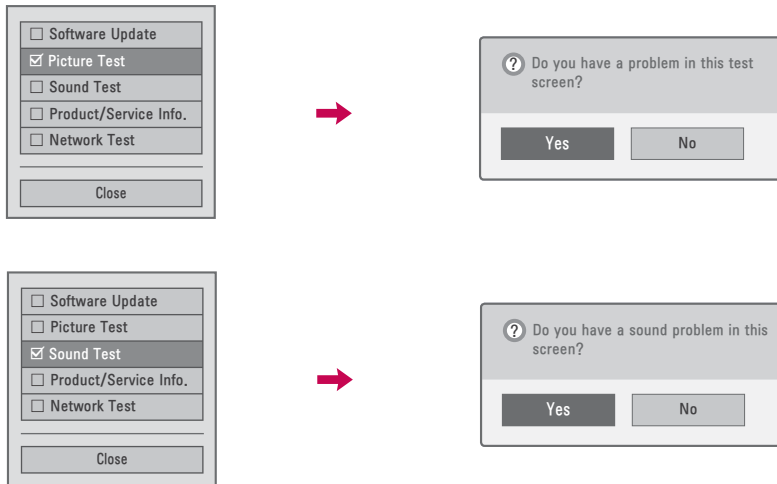 Software Update
Picture Test
Sound Test
Product/Service Info.
Network Test
Close
Do you have a problem in this test
screen?
Yes No
Software Update
Picture Test
Sound Test
Product/Service Info.
Network Test
Close
Do you have a sound problem in this
screen?
Yes No